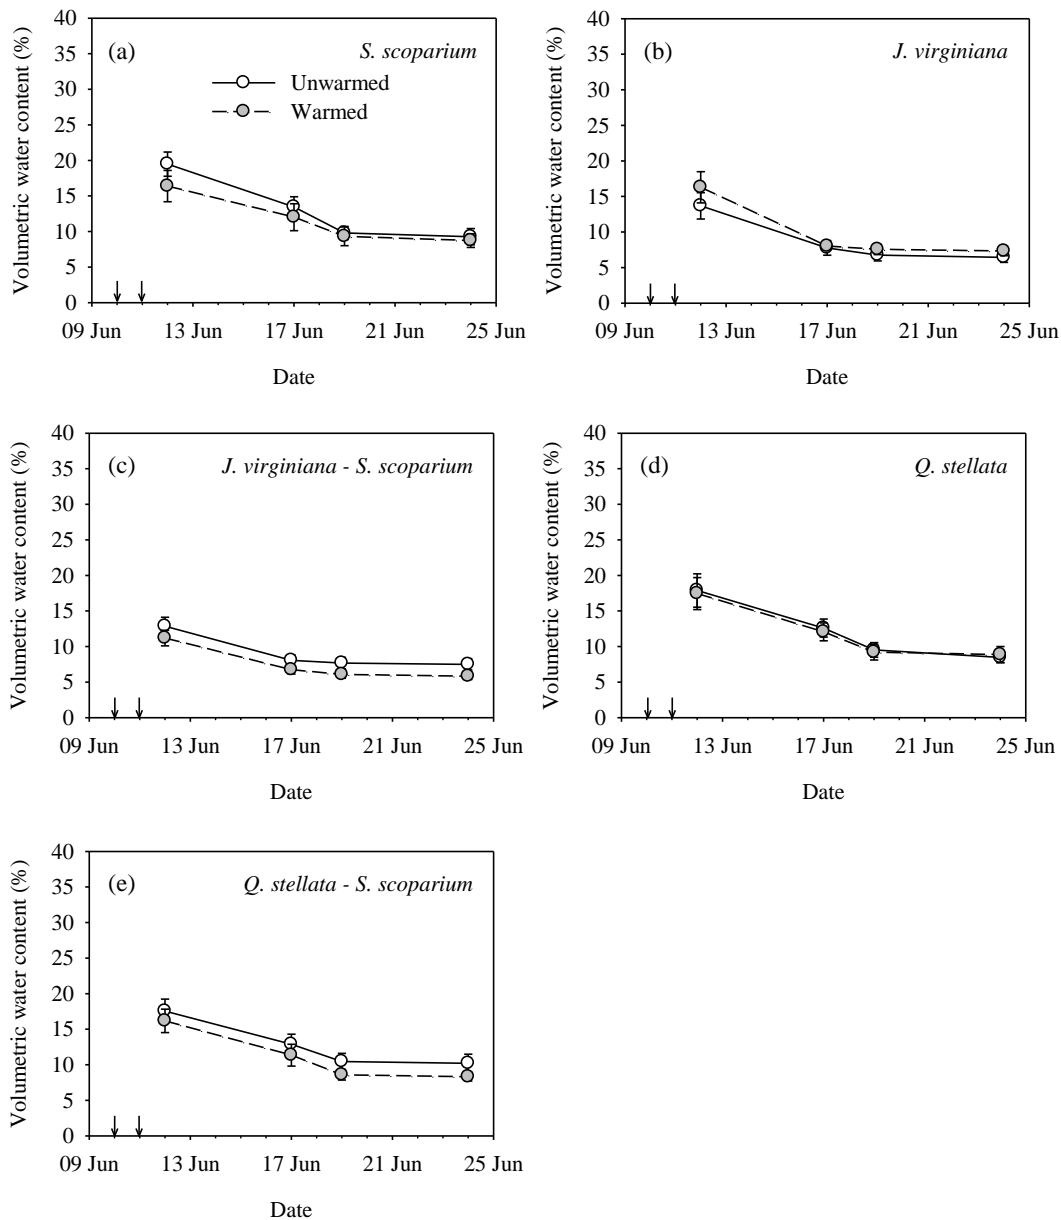 (a)
S. scoparium
Unwarmed
Warmed
Volumetric water content (%)
40
35
30
25
20
15
10
5
0
09 Jun
13 Jun
17 Jun
21 Jun
25 Jun
Date
(b)
J. virginiana
Volumetric water content (%)
40
35
30
25
20
15
10
5
0
09 Jun
13 Jun
17 Jun
21 Jun
25 Jun
Date
(c)
J. virginiana - S. scoparium
Volumetric water content (%)
40
35
30
25
20
15
10
5
0
09 Jun
13 Jun
17 Jun
21 Jun
25 Jun
Date
(d)
Q. stellata
Volumetric water content (%)
40
35
30
25
20
15
10
5
0
09 Jun
13 Jun
17 Jun
21 Jun
25 Jun
Date
(e)
Q. stellata - S. scoparium
Volumetric water content (%)
40
35
30
25
20
15
10
5
0
09 Jun
13 Jun
17 Jun
21 Jun
25 Jun
Date